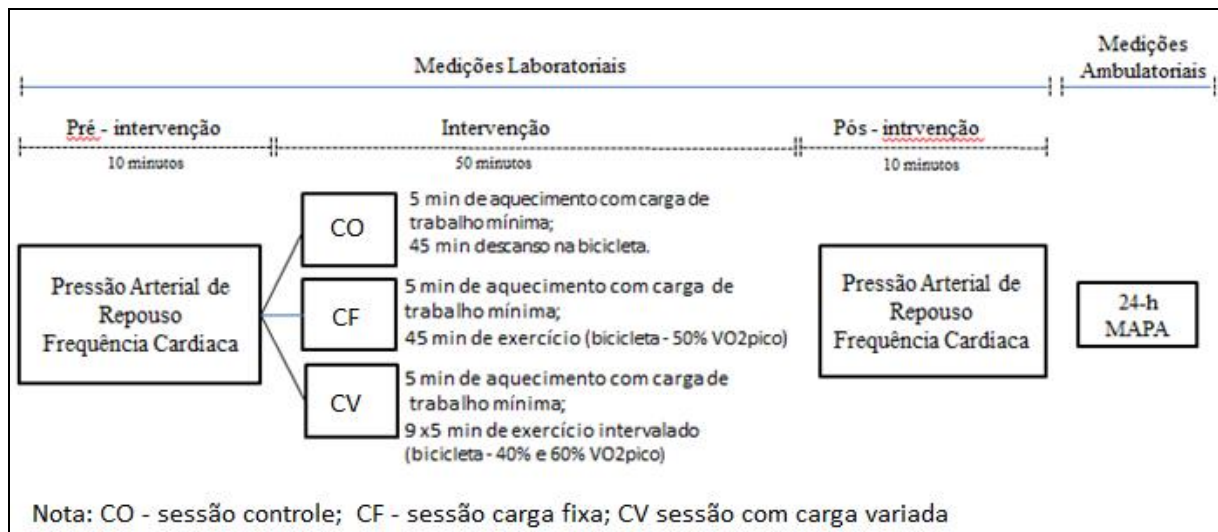 Medições Laboratoriais
Medições
Ambulatoriais
Pré - intervenção
10 minutos
Intervenção
50 minutos
Pós - intrvenção
10 minutos
Pressão Arterial de
Repouso
Frequência Cardiaca
CO
5 min de aquecimento com carga de
trabalho mínima;
45 min descanso na bicicleta.
CF
5 min de aquecimento com carga de
trabalho mínima;
45 min de exercício (bicicleta - 50% VO2pico)
CV
5 min de aquecimento com carga de
trabalho mínima;
9 x5 min de exercício intervalado
(bicicleta - 40% e 60% VO2pico)
Pressão Arterial de
Repouso
Frequência Cardiaca
24-h
MAPA
Nota: CO - sessão controle; CF - sessão carga fixa; CV sessão com carga variada